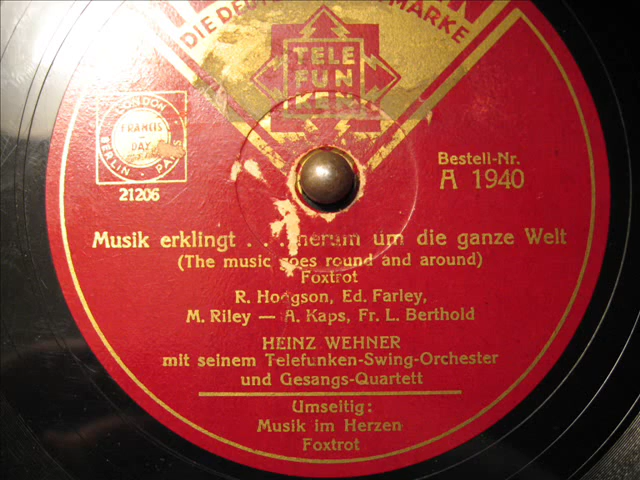 DIE DE MARKE
TELE
FUN
KEN
LONDON
FRANCIS
DAY
BERLIN - PARIS
21206
Bestell-Nr.
A 1940
Musik erklingt . . . herum um die ganze Welt
(The music goes round and around)
Foxtrot
R. Hodgson, Ed. Farley,
M. Riley — A. Kaps, Fr. L. Berthold
HEINZ WEHNER
mit seinem Telefunken-Swing-Orchester
und Gesangs-Quartett
Umseitig:
Musik im Herzen
Foxtrot